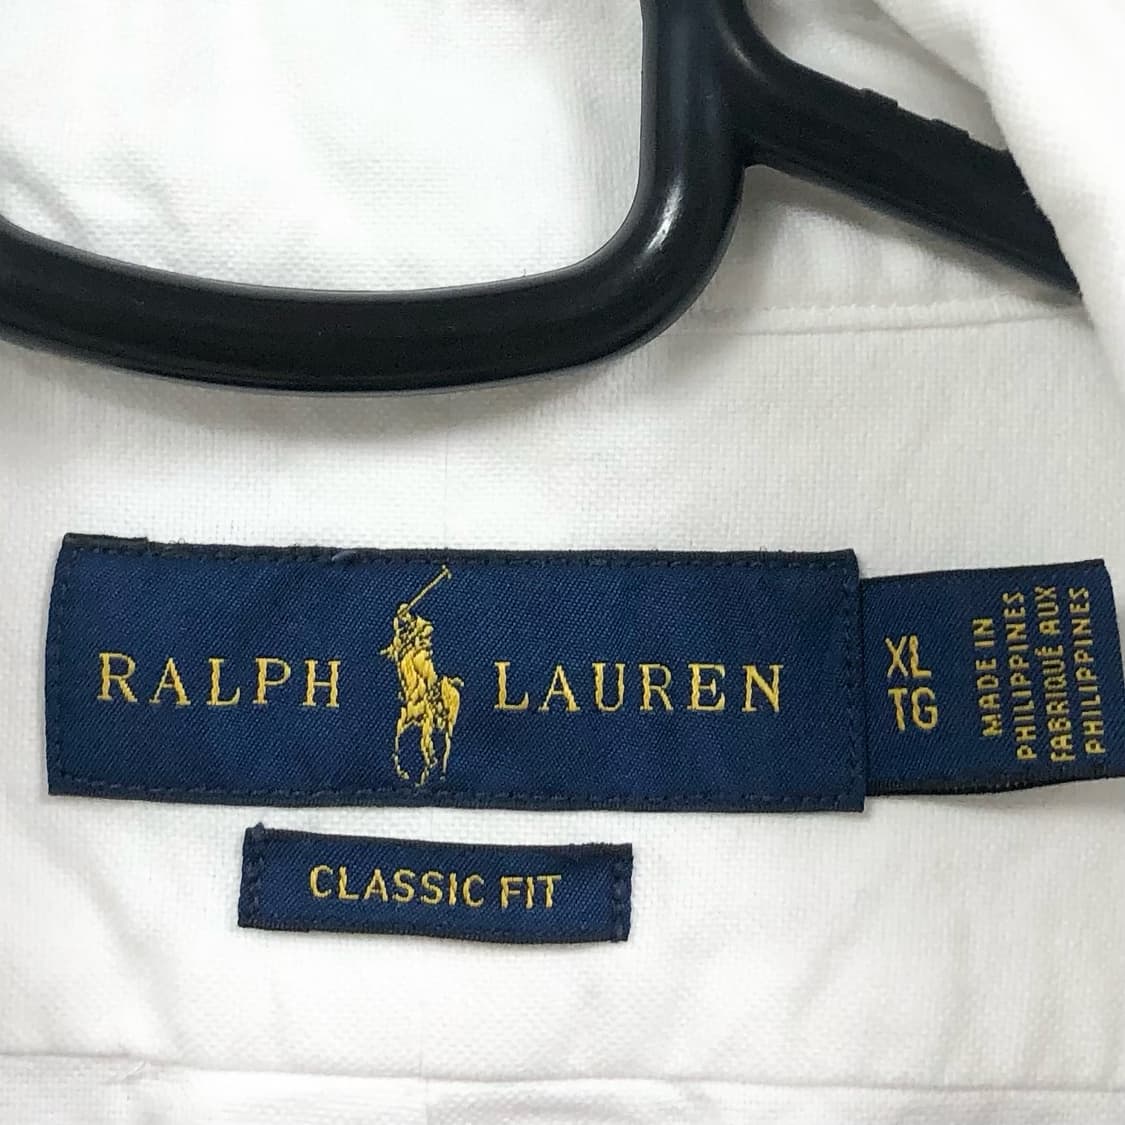 RALPH LAUREN
XL
TG
MADE IN
PHILIPPINES
FABRIQUÉ AUX
PHILIPPINES
CLASSIC FIT